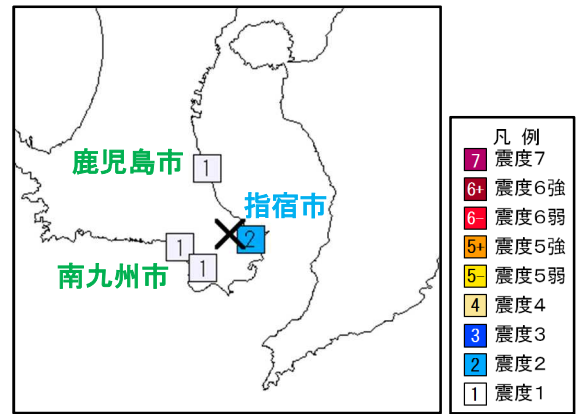 鹿児島市
1
指宿市
2
1
1
南九州市
凡 例
7 震度7
6+ 震度6強
6- 震度6弱
5+ 震度5強
5- 震度5弱
4 震度4
3 震度3
2 震度2
1 震度1